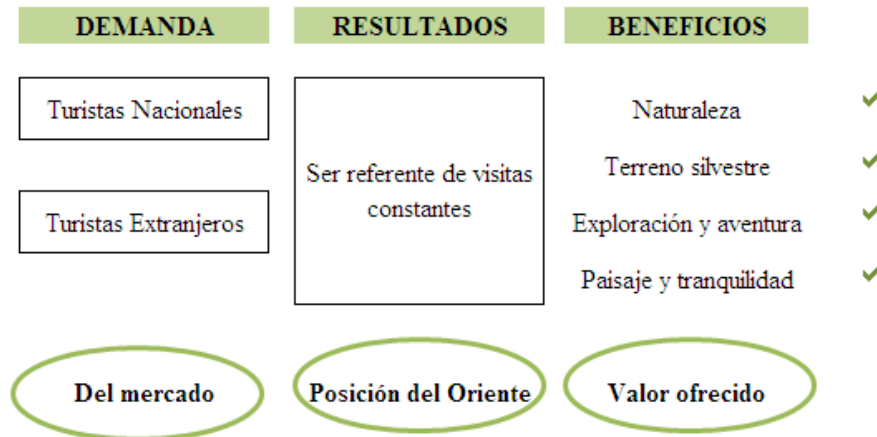 DEMANDA
RESULTADOS
BENEFICIOS
Turistas Nacionales
Turistas Extranjeros
Ser referente de visitas
constantes
Naturaleza
Terreno silvestre
Exploración y aventura
Paisaje y tranquilidad
Del mercado
Posición del Oriente
Valor ofrecido